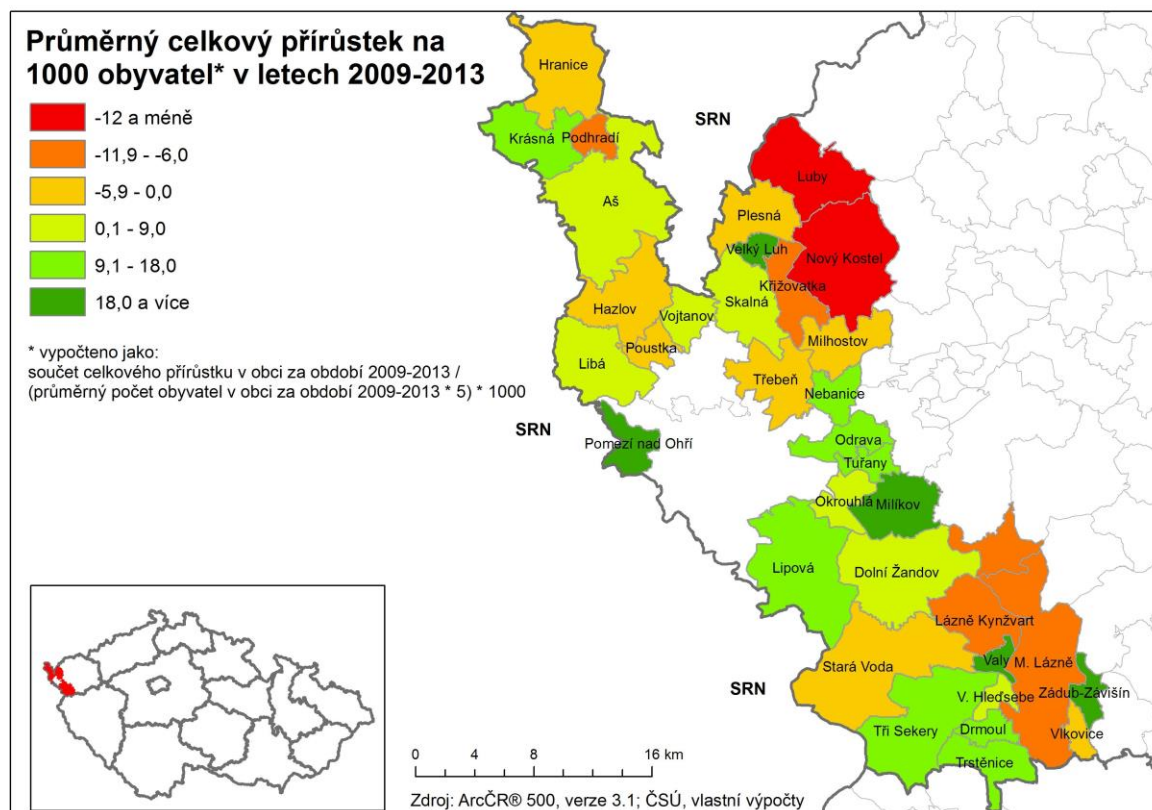 Průměrný celkový přírůstek na
1000 obyvatel* v letech 2009-2013
-12 a méně
-11,9 - -6,0
-5,9 - 0,0
0,1 - 9,0
9,1 - 18,0
18,0 a více
* vypočteno jako:
součet celkového přírůstku v obci za období 2009-2013 /
(průměrný počet obyvatel v obci za období 2009-2013 * 5) * 1000
Hranice
SRN
Krásná
Podhradí
Luby
Aš
Plesná
Velký Luh
Nový Kostel
Křižovatka
Hazlov
Skalná
Vojtanov
Milhostov
Poustka
Libá
Třebeň
Nebanice
SRN
Pomezí nad Ohří
Odrava
Tuřany
Okrouhlá
Milíkov
Lipová
Dolní Žandov
Lázně Kynžvart
Stará Voda
Valy
M. Lázně
SRN
V. Hleďsebe
Zádub-Závišín
Tři Sekery
Drmoul
Vlkovice
Trstěnice
0 4 8 16 km
Zdroj: ArcČR® 500, verze 3.1; ČSÚ, vlastní výpočty